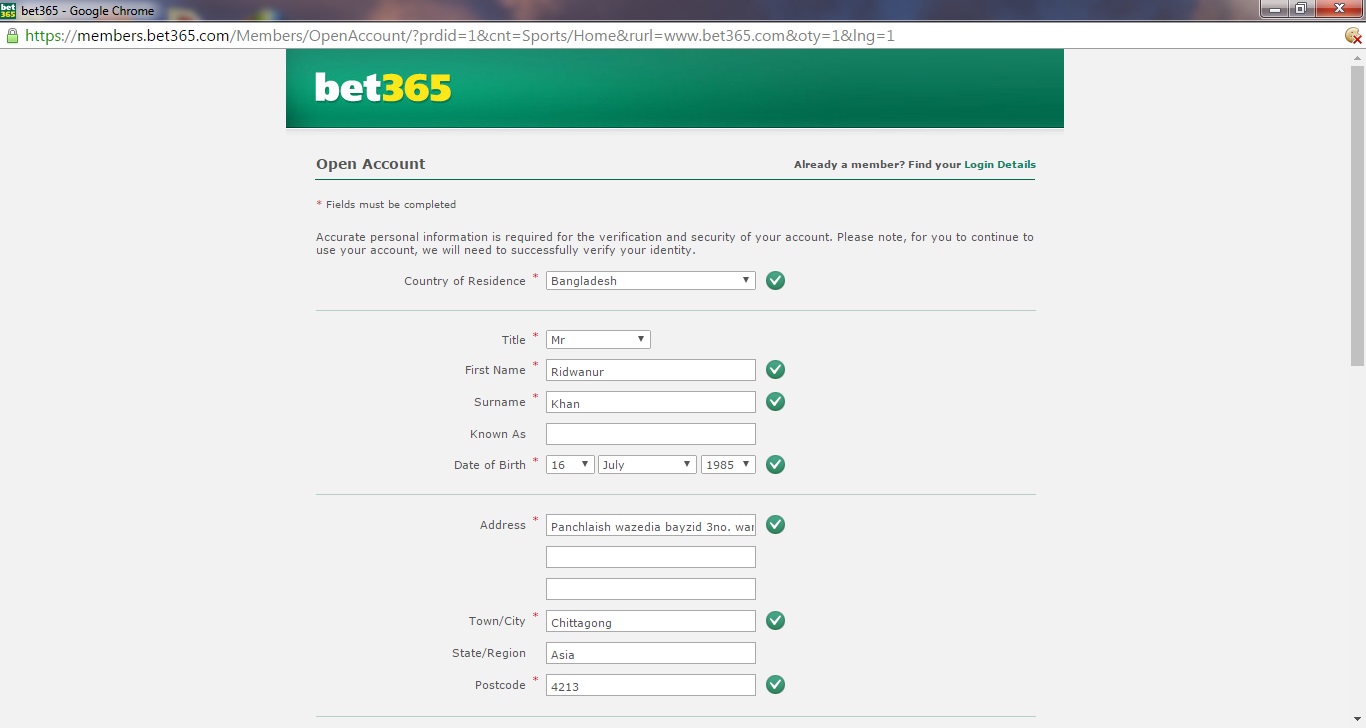 bet365 - Google Chrome
https://members.bet365.com/Members/OpenAccount/?prdid=1&cnt=Sports/Home&rurl=www.bet365.com&oty=1&lng=1
bet365
Open Account Already a member? Find your Login Details
* Fields must be completed
Accurate personal information is required for the verification and security of your account. Please note, for you to continue to
use your account, we will need to successfully verify your identity.
Country of Residence * Bangladesh
Title * Mr
First Name * Ridwanur
Surname * Khan
Known As
Date of Birth * 16 July 1985
Address * Panchlaish wazedia bayzid 3no.
Town/City * Chittagong
State/Region Asia
Postcode * 4213